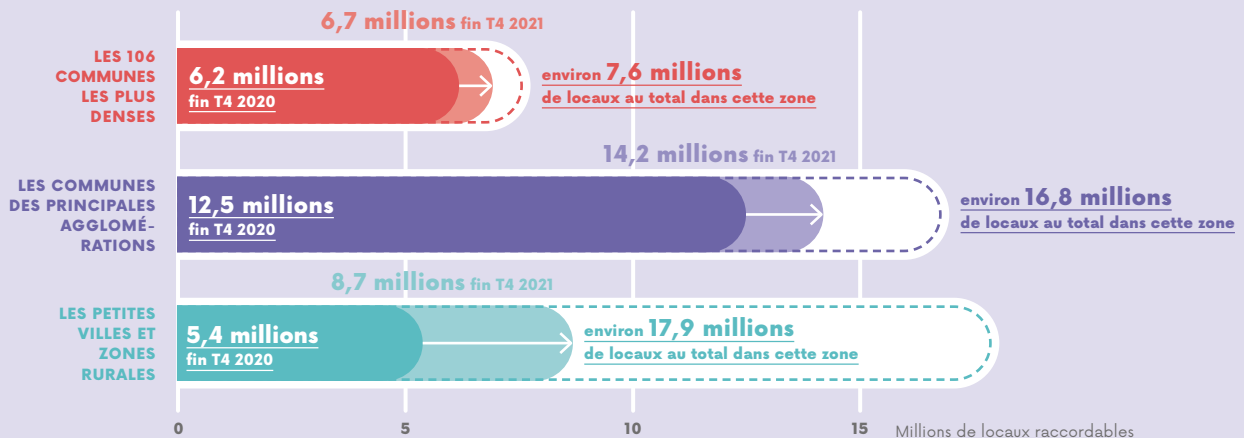 6,7 millions fin T4 2021
LES 106
COMMUNES
LES PLUS
DENSES
6,2 millions
fin T4 2020
environ 7,6 millions
de locaux au total dans cette zone
14,2 millions fin T4 2021
LES COMMUNES
DES PRINCIPALES
AGGLOMÉ-
RATIONS
12,5 millions
fin T4 2020
environ 16,8 millions
de locaux au total dans cette zone
8,7 millions fin T4 2021
LES PETITES
VILLES ET
ZONES
RURALES
5,4 millions
fin T4 2020
environ 17,9 millions
de locaux au total dans cette zone
0 5 10 15 Millions de locaux raccordables